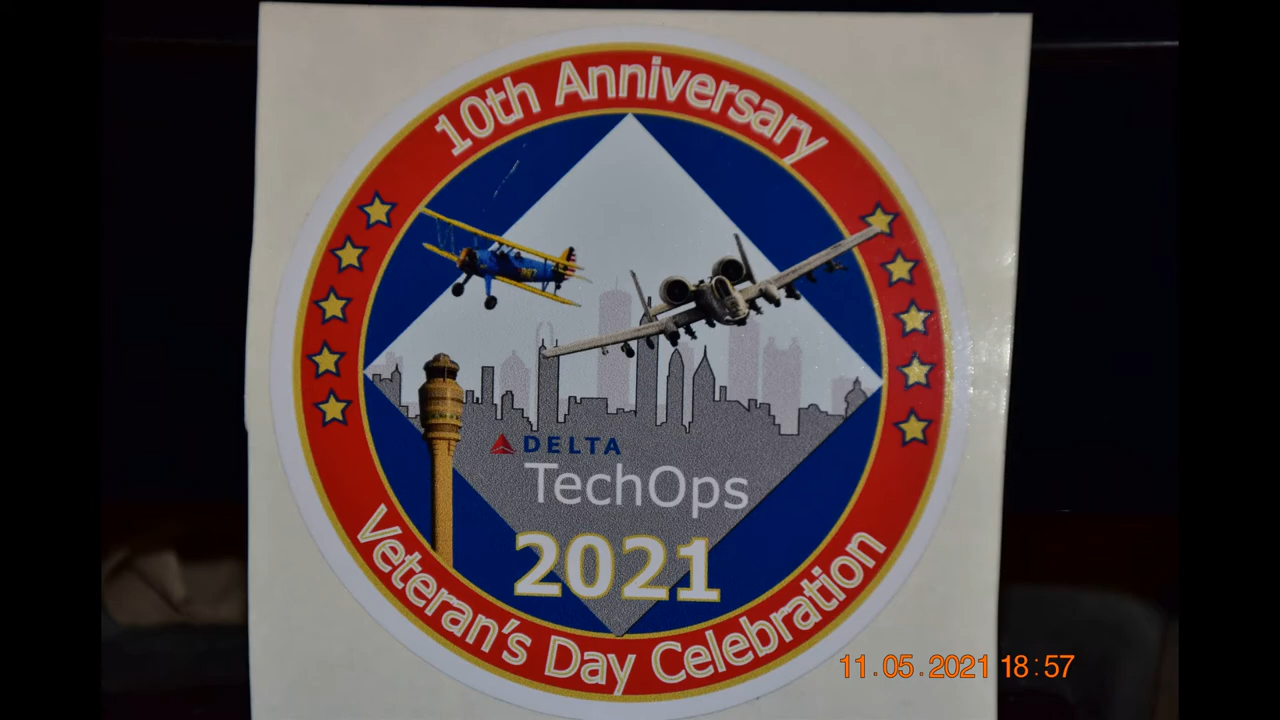 10th Anniversary
DELTA
TechOps
2021
Veteran's Day Celebration
11.05.2021 18:57